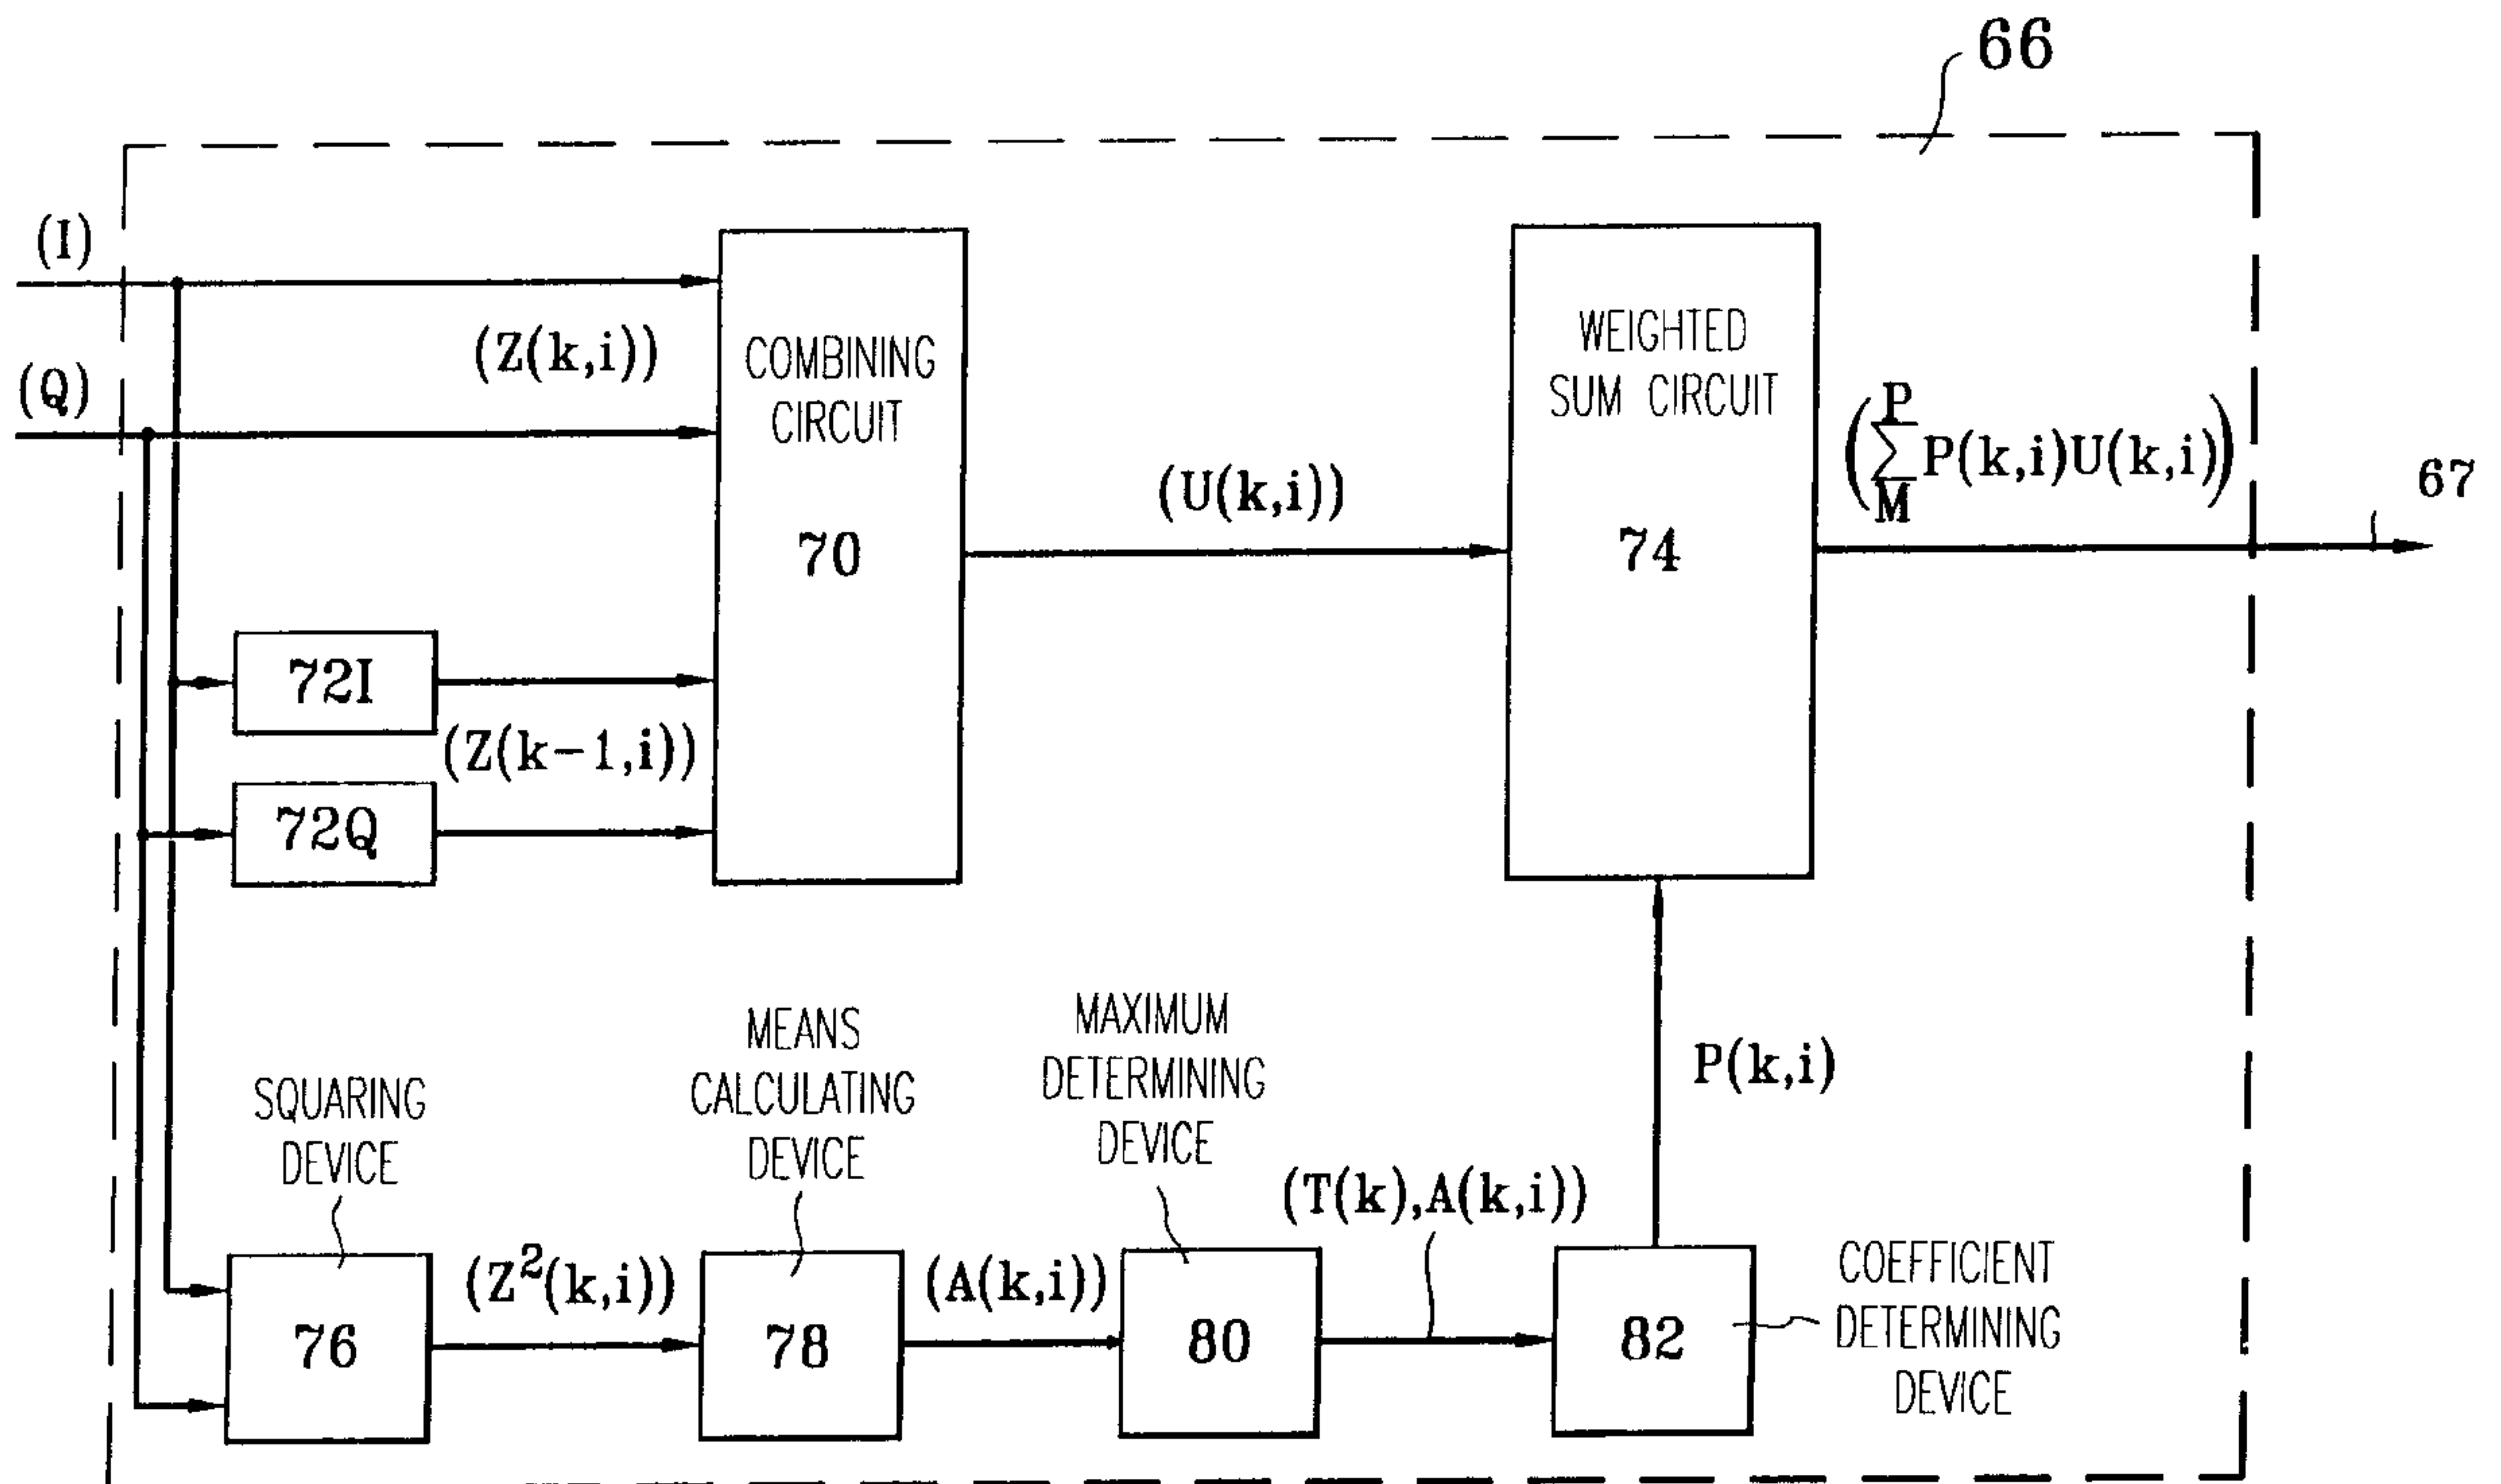 66
(I)
(Z(k,i))
(Q)
COMBINING
CIRCUIT
70
(U(k,i))
WEIGHTED
SUM CIRCUIT
74
P
(∑P(k,i)U(k,i))
M
67
72I
(Z(k-1,i))
72Q
P(k,i)
SQUARING
DEVICE
MEANS
CALCULATING
DEVICE
MAXIMUM
DETERMINING
DEVICE
(T(k),A(k,i))
76
(Z²(k,i))
78
(A(k,i))
80
82
COEFFICIENT
DETERMINING
DEVICE